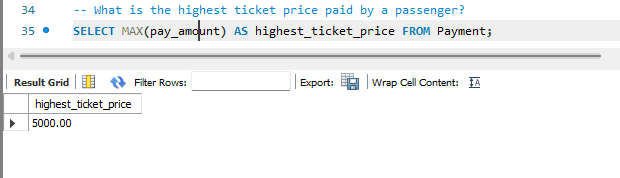 34 -- What is the highest ticket price paid by a passenger?
35 SELECT MAX(pay_amount) AS highest_ticket_price FROM Payment;
Result Grid Filter Rows: Export: Wrap Cell Content: IA
highest_ticket_price
5000.00